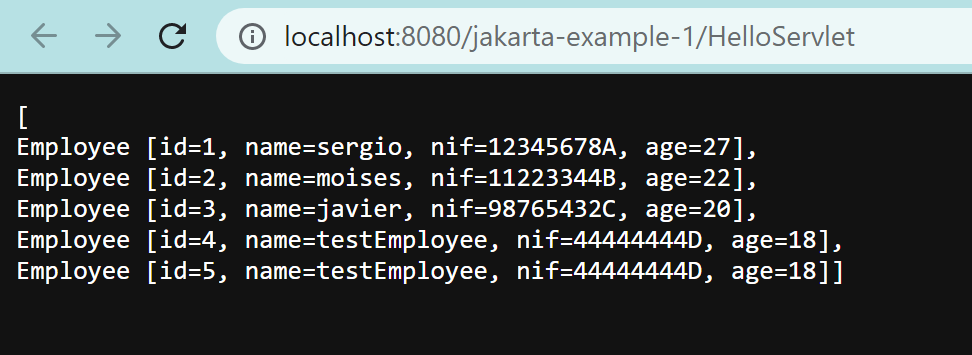 localhost:8080/jakarta-example-1/HelloServlet
[
Employee [id=1, name=sergio, nif=12345678A, age=27],
Employee [id=2, name=moises, nif=11223344B, age=22],
Employee [id=3, name=javier, nif=98765432C, age=20],
Employee [id=4, name=testEmployee, nif=44444444D, age=18],
Employee [id=5, name=testEmployee, nif=44444444D, age=18]]